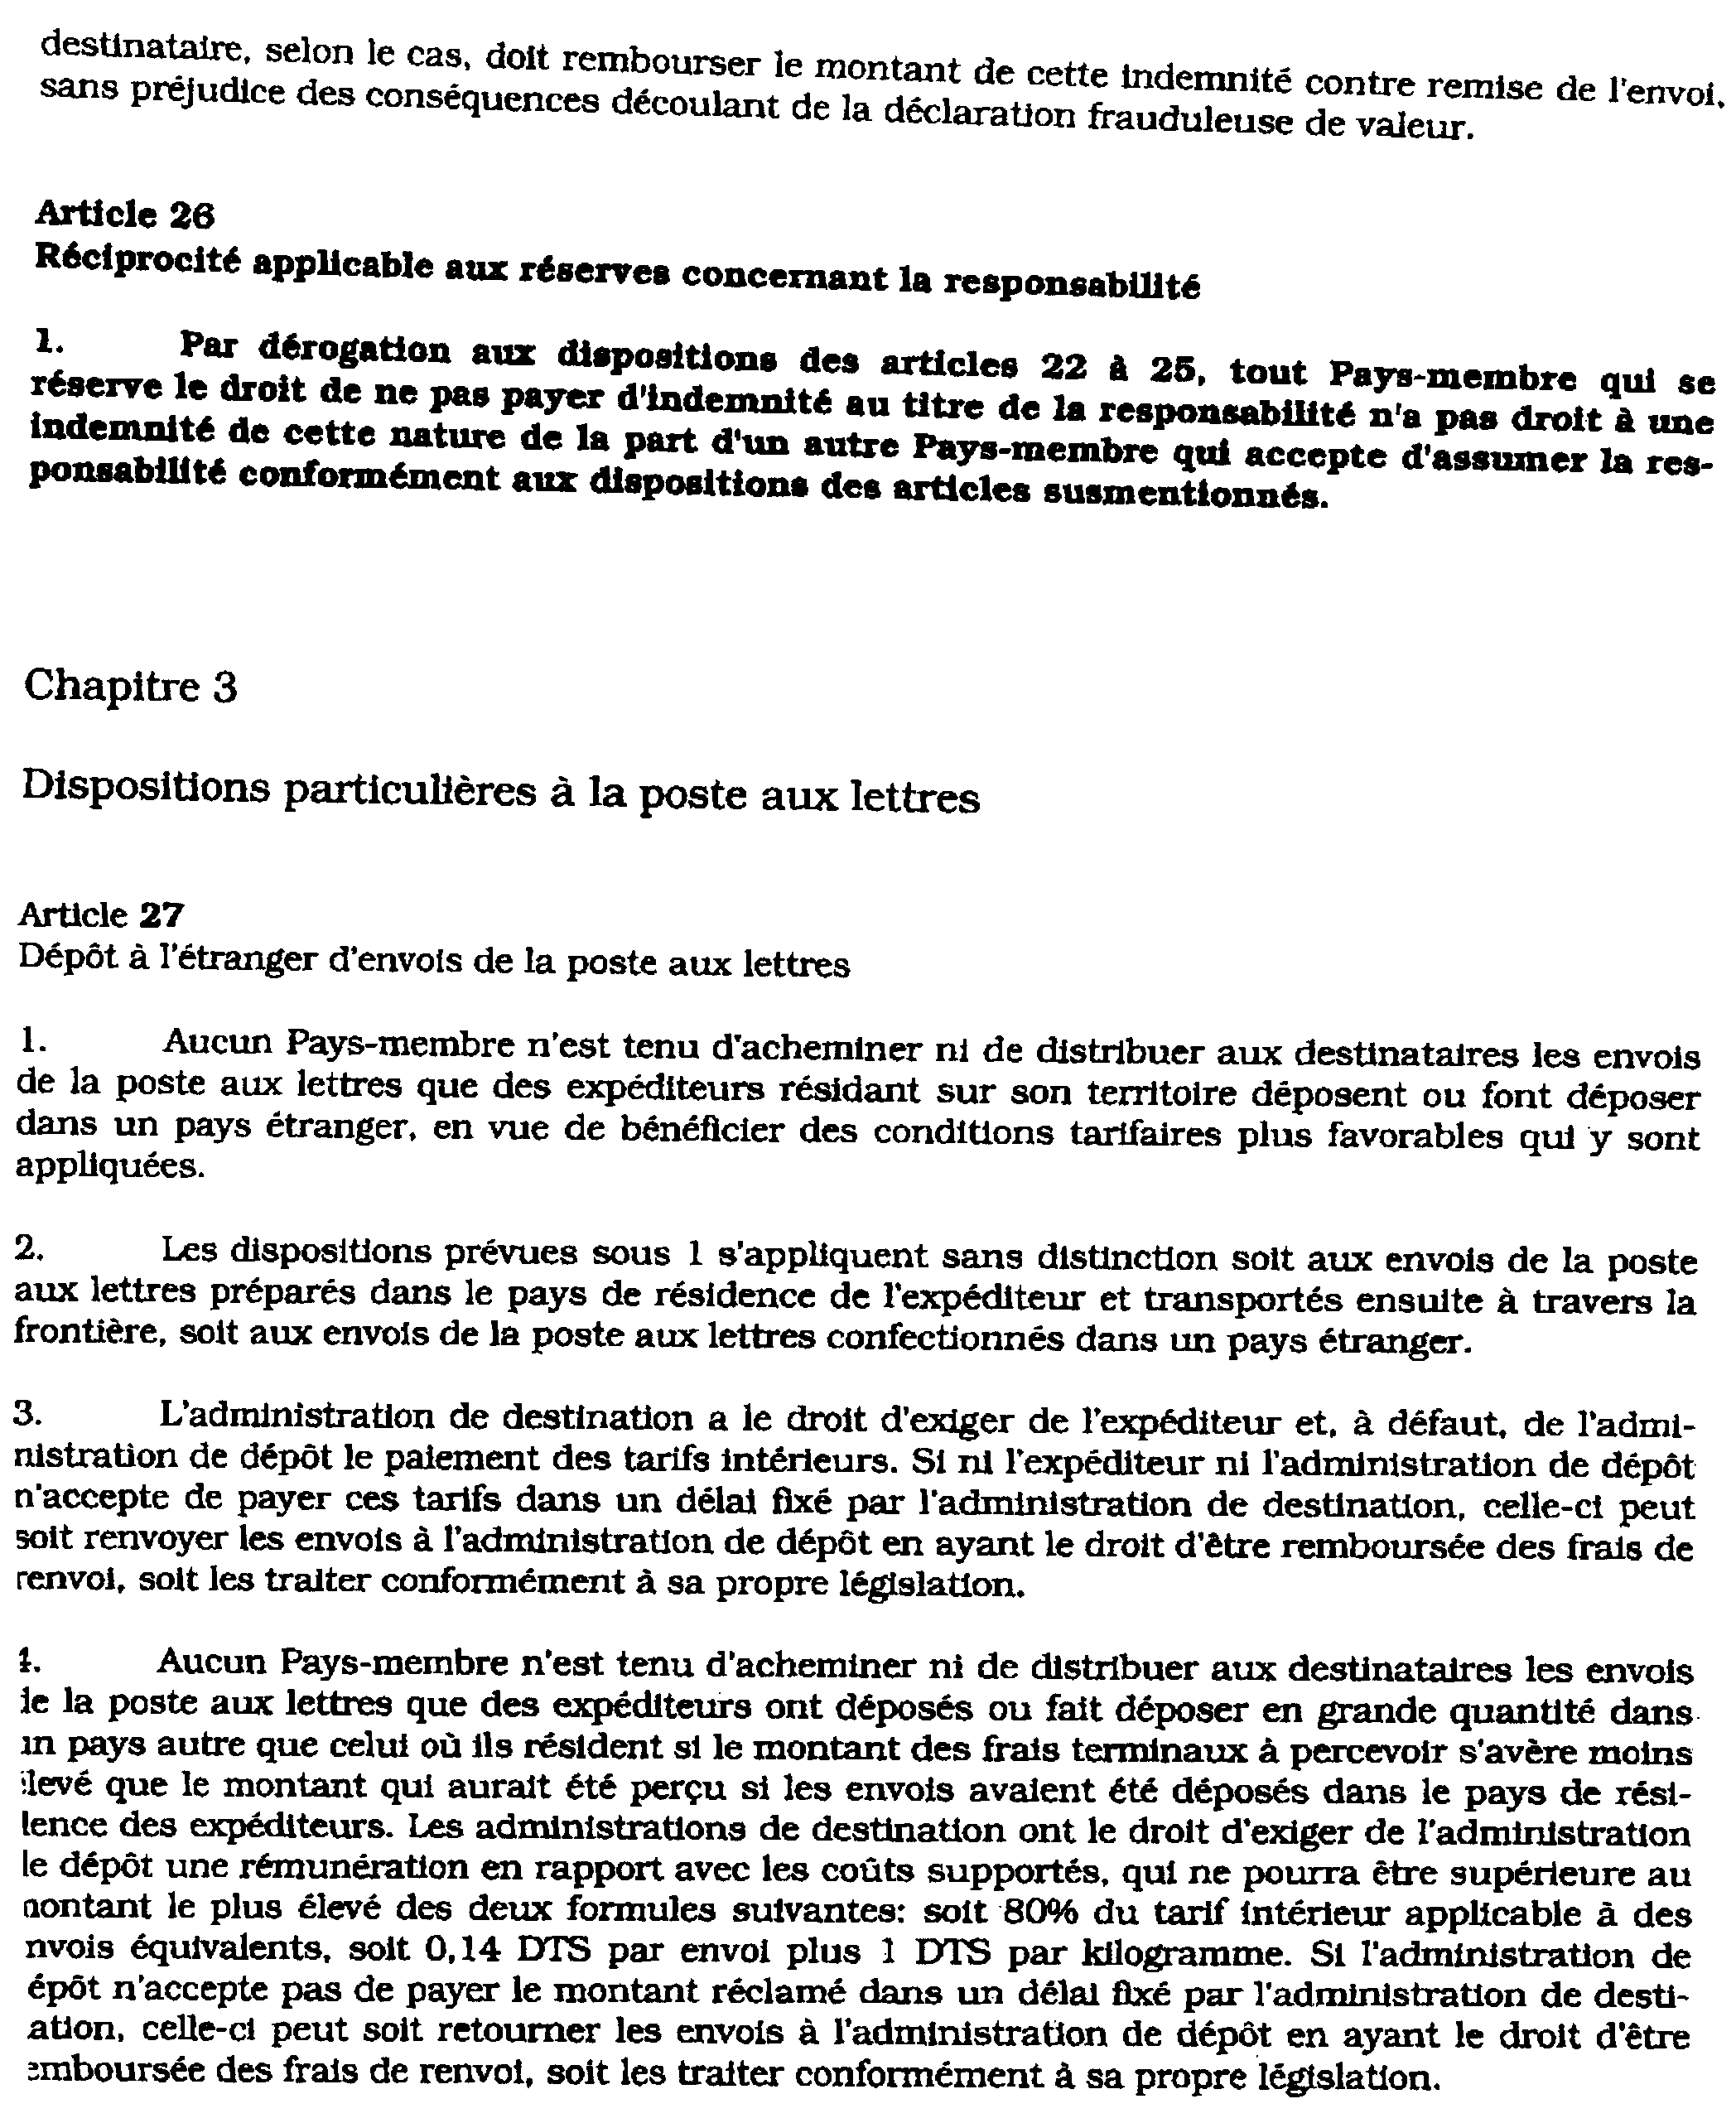 destinataire, selon le cas, doit rembourser le montant de cette indemnité contre remise de l'envoi,
sans préjudice des conséquences découlant de la déclaration frauduleuse de valeur.
Article 26
Réciprocité applicable aux réserves concernant la responsabilité
1. Par dérogation aux dispositions des articles 22 à 25, tout Pays-membre qui se
réserve le droit de ne pas payer d'indemnité au titre de la responsabilité n'a pas droit à une
indemnité de cette nature de la part d'un autre Pays-membre qui accepte d'assumer la res-
ponsabilité conformément aux dispositions des articles susmentionnés.
Chapitre 3
Dispositions particulières à la poste aux lettres
Article 27
Dépôt à l'étranger d'envois de la poste aux lettres
1. Aucun Pays-membre n'est tenu d'acheminer ni de distribuer aux destinataires les envois
de la poste aux lettres que des expéditeurs résidant sur son territoire déposent ou font déposer
dans un pays étranger, en vue de bénéficier des conditions tarifaires plus favorables qui y sont
appliquées.
2. Les dispositions prévues sous 1 s'appliquent sans distinction soit aux envois de la poste
aux lettres préparés dans le pays de résidence de l'expéditeur et transportés ensuite à travers la
frontière, soit aux envois de la poste aux lettres confectionnés dans un pays étranger.
3. L'administration de destination a le droit d'exiger de l'expéditeur et, à défaut, de l'admi-
nistration de dépôt le paiement des tarifs intérieurs. Si ni l'expéditeur ni l'administration de dépôt
n'accepte de payer ces tarifs dans un délai fixé par l'administration de destination, celle-ci peut
soit renvoyer les envois à l'administration de dépôt en ayant le droit d'être remboursée des frais de
renvoi, soit les traiter conformément à sa propre législation.
4. Aucun Pays-membre n'est tenu d'acheminer ni de distribuer aux destinataires les envois
de la poste aux lettres que des expéditeurs ont déposés ou fait déposer en grande quantité dans
un pays autre que celui où ils résident si le montant des frais terminaux à percevoir s'avère moins
élevé que le montant qui aurait été perçu si les envois avaient été déposés dans le pays de rési-
dence des expéditeurs. Les administrations de destination ont le droit d'exiger de l'administration
de dépôt une rémunération en rapport avec les coûts supportés, qui ne pourra être supérieure au
montant le plus élevé des deux formules suivantes: soit 80% du tarif intérieur applicable à des
nvois équivalents, soit 0,14 DTS par envoi plus 1 DTS par kilogramme. Si l'administration de
épôt n'accepte pas de payer le montant réclamé dans un délai fixé par l'administration de desti-
ation, celle-ci peut soit retourner les envois à l'administration de dépôt en ayant le droit d'être
emboursée des frais de renvoi, soit les traiter conformément à sa propre législation.